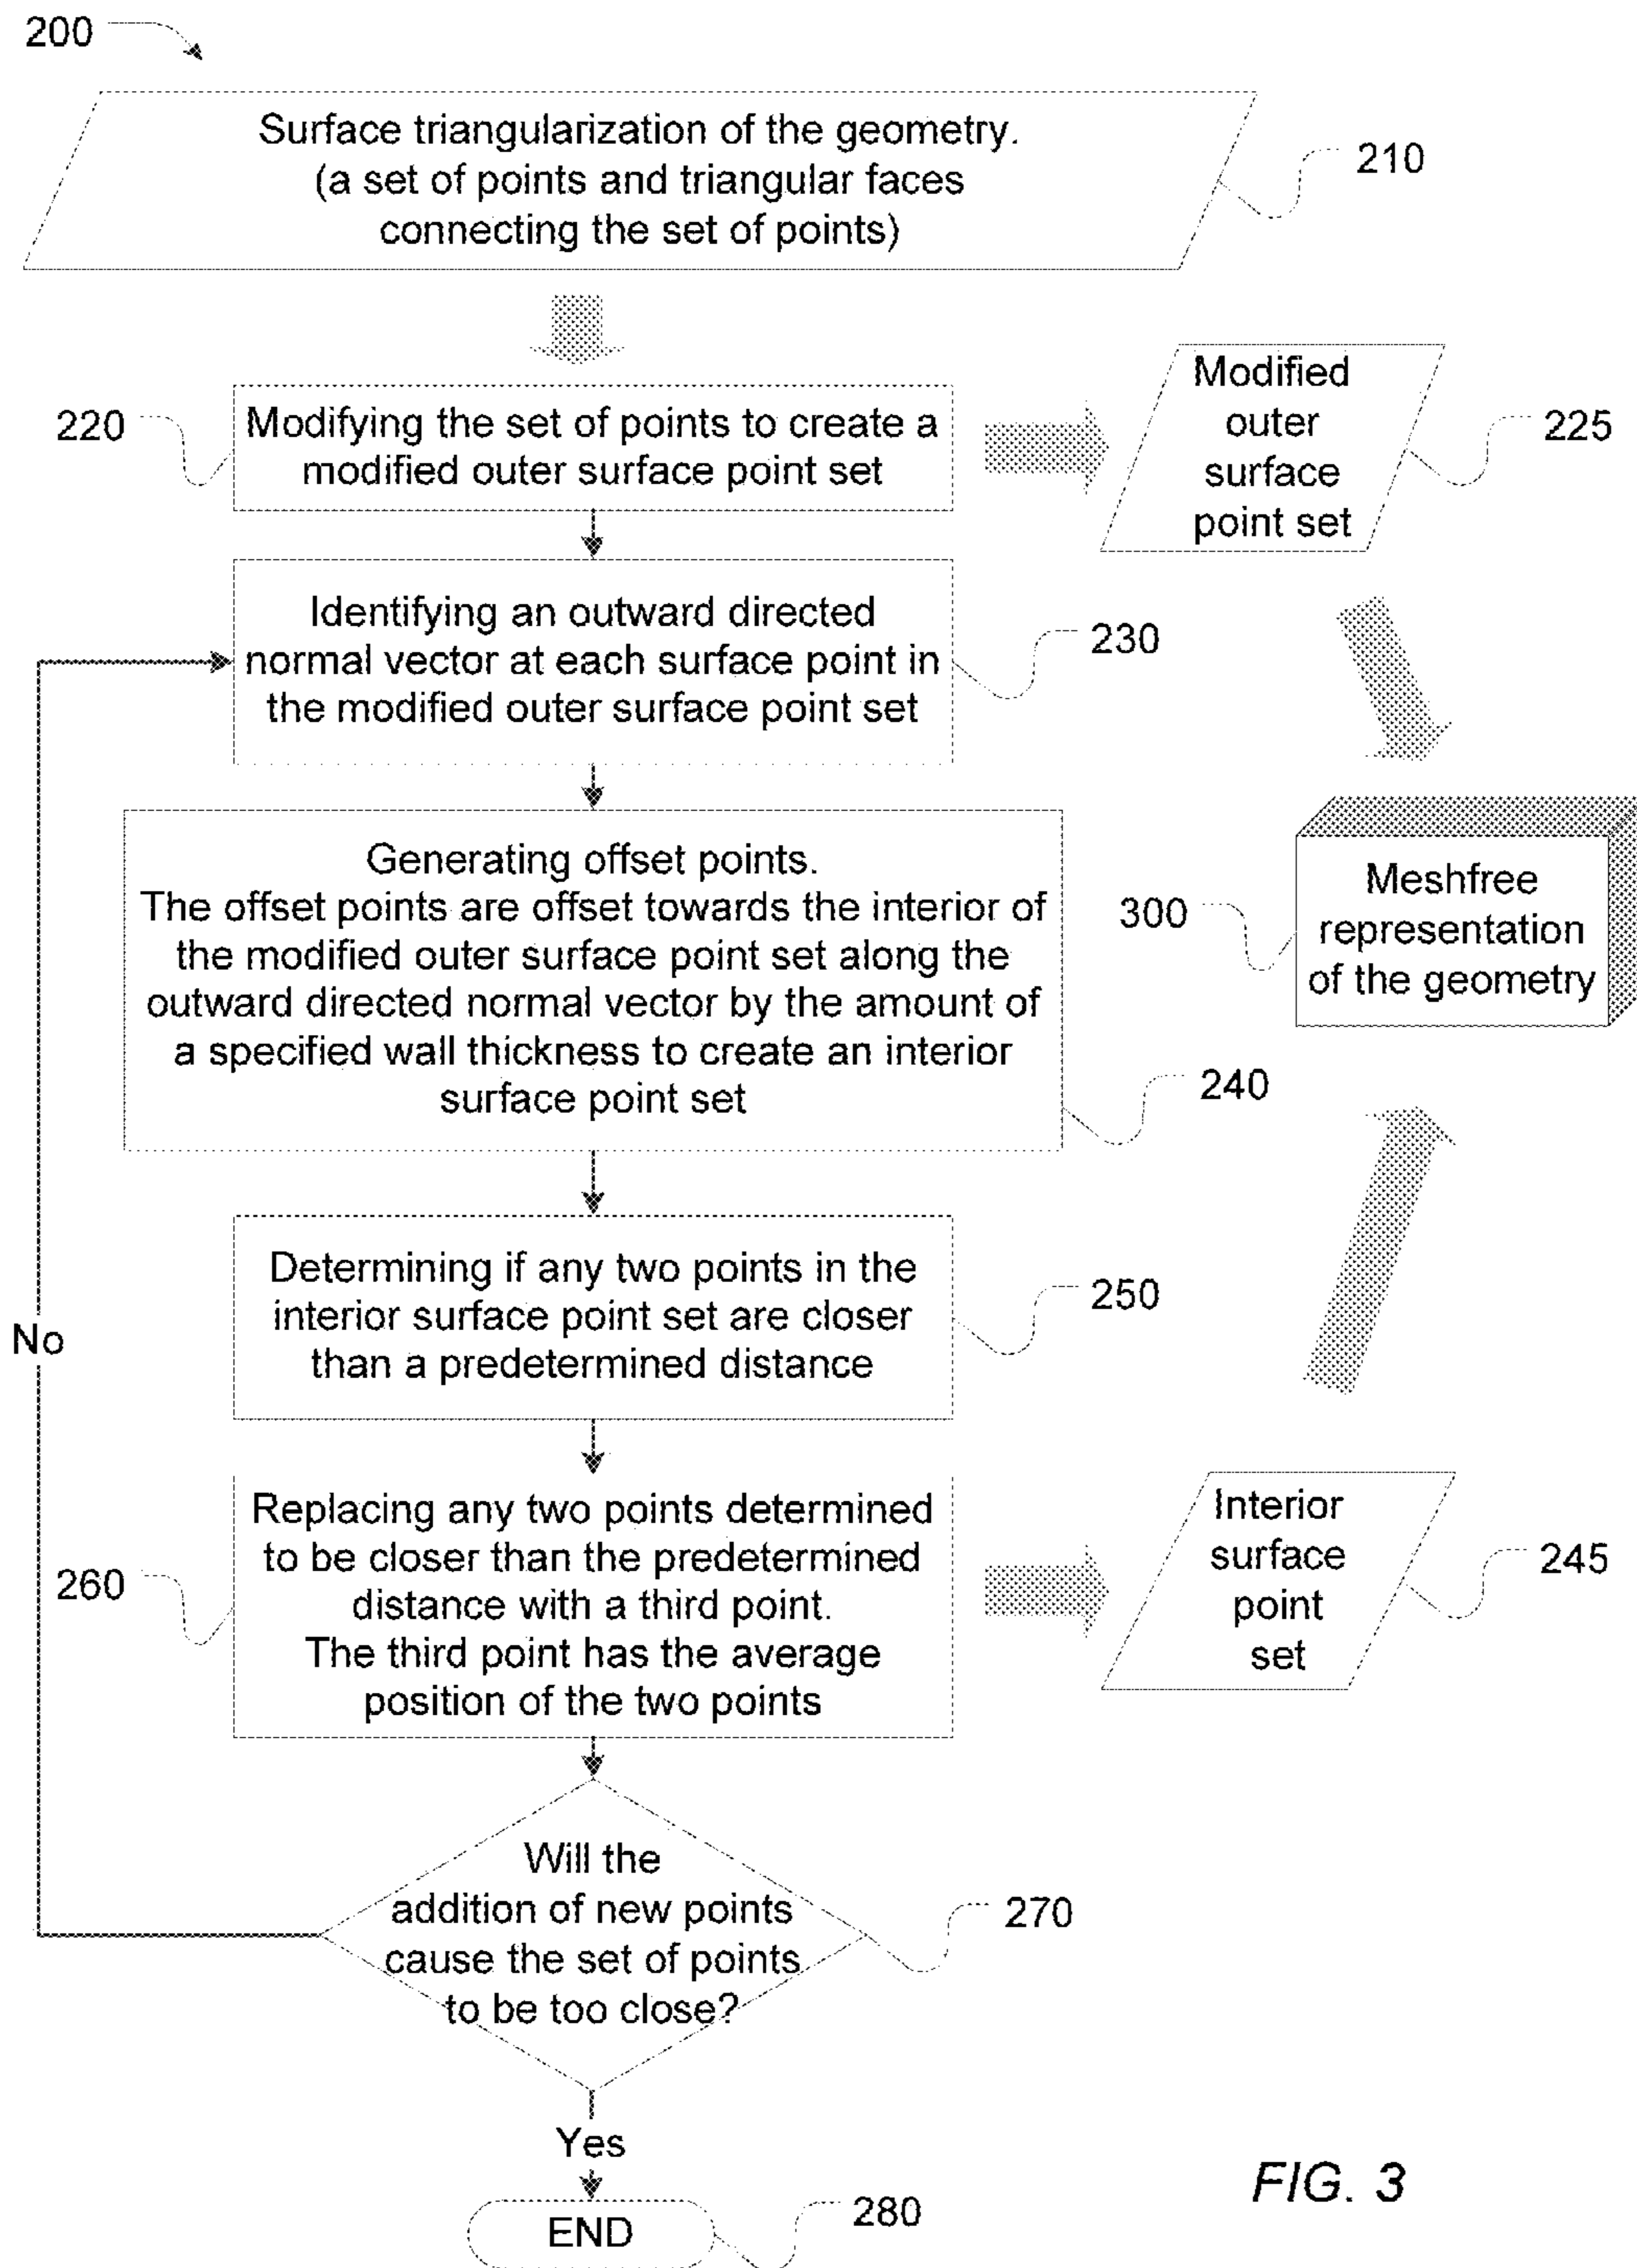 200
Surface triangularization of the geometry.
(a set of points and triangular faces
connecting the set of points)
210
220
Modifying the set of points to create a
modified outer surface point set
Modified
outer
surface
point set
225
Identifying an outward directed
normal vector at each surface point in
the modified outer surface point set
230
Generating offset points.
The offset points are offset towards the interior of
the modified outer surface point set along the
outward directed normal vector by the amount of
a specified wall thickness to create an interior
surface point set
240
300
Meshfree
representation
of the geometry
Determining if any two points in the
interior surface point set are closer
than a predetermined distance
250
No
260
Replacing any two points determined
to be closer than the predetermined
distance with a third point.
The third point has the average
position of the two points
Interior
surface
point
set
245
Will the
addition of new points
cause the set of points
to be too close?
270
Yes
END
280
FIG. 3